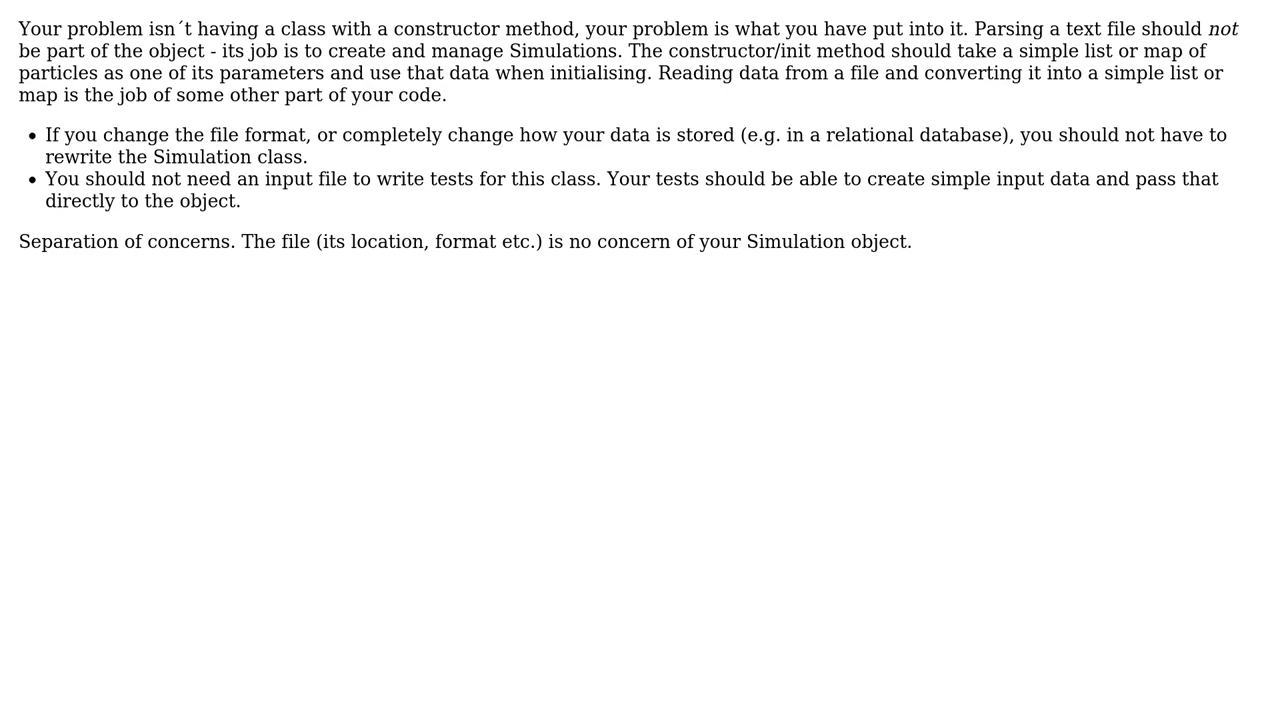 Your problem isn´t having a class with a constructor method, your problem is what you have put into it. Parsing a text file should not
be part of the object - its job is to create and manage Simulations. The constructor/init method should take a simple list or map of
particles as one of its parameters and use that data when initialising. Reading data from a file and converting it into a simple list or
map is the job of some other part of your code.
• If you change the file format, or completely change how your data is stored (e.g. in a relational database), you should not have to
rewrite the Simulation class.
• You should not need an input file to write tests for this class. Your tests should be able to create simple input data and pass that
directly to the object.
Separation of concerns. The file (its location, format etc.) is no concern of your Simulation object.